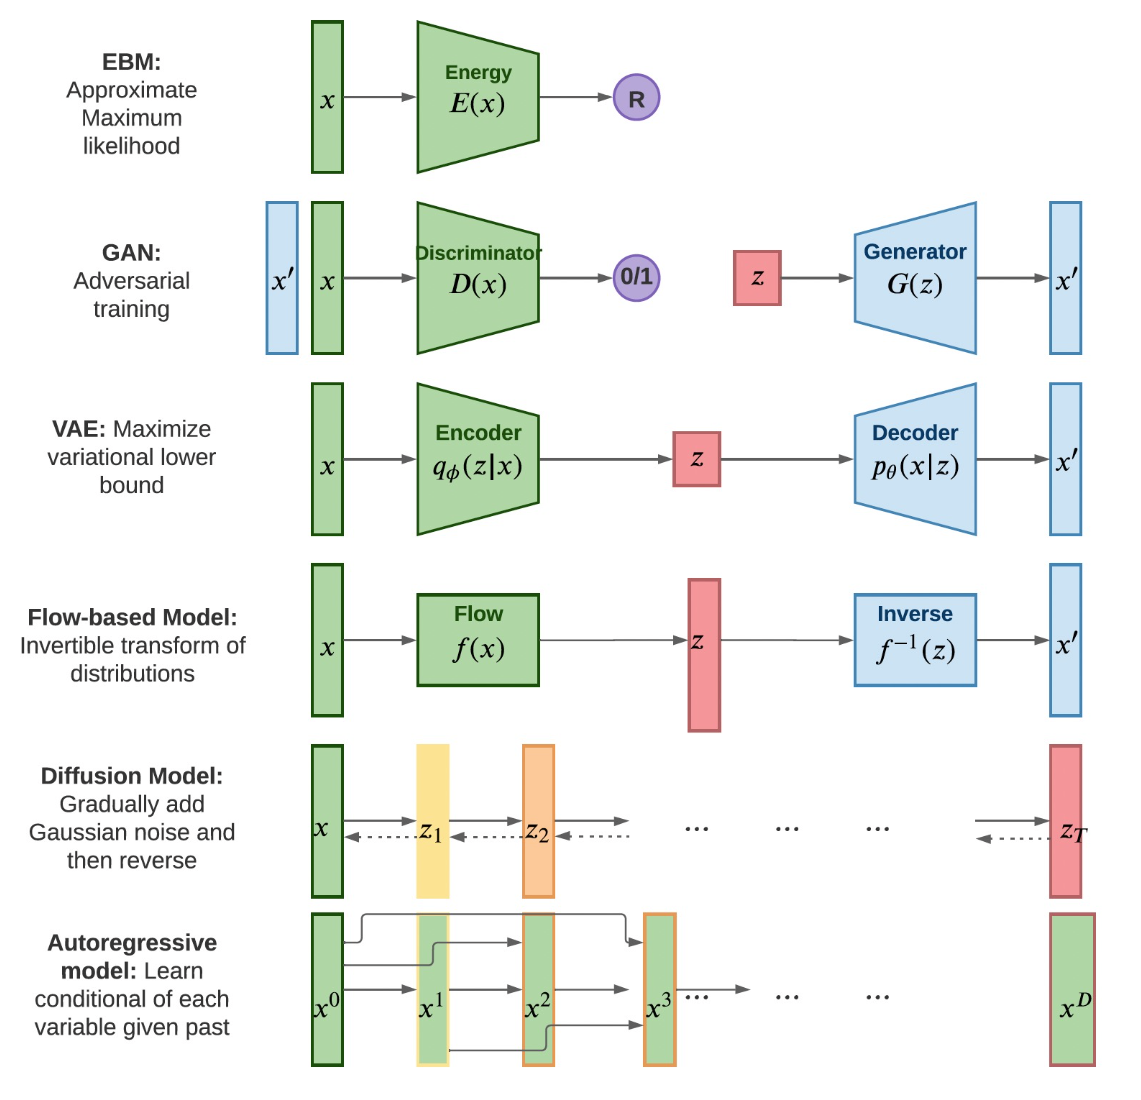 EBM:
Approximate
Maximum
likelihood
x
Energy
E(x)
R
GAN:
Adversarial
training
x′
x
Discriminator
D(x)
0/1
z
Generator
G(z)
x′
VAE: Maximize
variational lower
bound
x
Encoder
qϕ(z|x)
z
Decoder
pθ(x|z)
x′
Flow-based Model:
Invertible transform of
distributions
x
Flow
f(x)
z
Inverse
f⁻¹(z)
x′
Diffusion Model:
Gradually add
Gaussian noise and
then reverse
x
z₁
z₂
...
...
...
z_T
Autoregressive
model: Learn
conditional of each
variable given past
x⁰
x¹
x²
x³
...
...
...
x^D